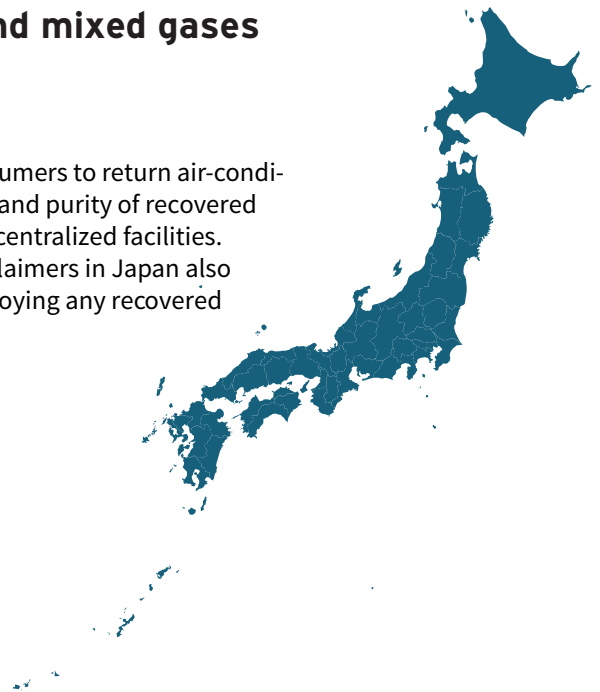 nd mixed gases
umers to return air-condi-
and purity of recovered
centralized facilities.
laimers in Japan also
oying any recovered